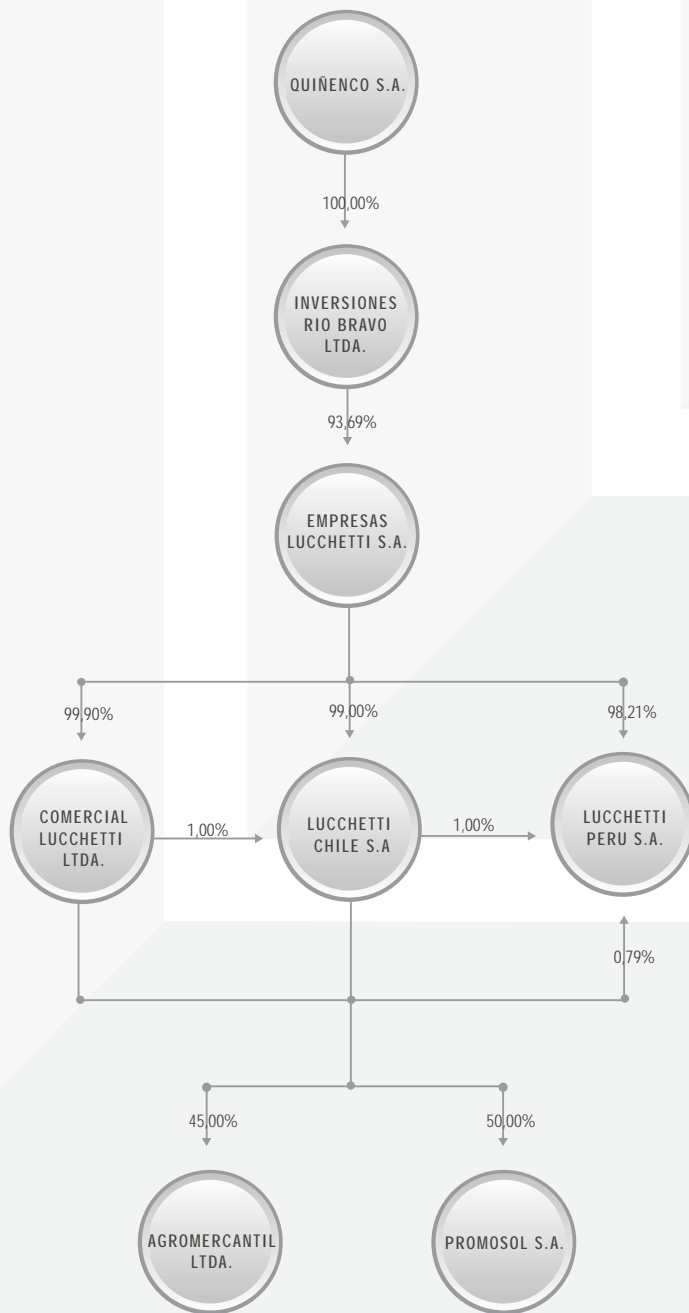 QUIÑENCO S.A.
100,00%
INVERSIONES
RIO BRAVO
LTDA.
93,69%
EMPRESAS
LUCCHETTI S.A.
99,90%
99,00%
98,21%
COMERCIAL
LUCCHETTI
LTDA.
1,00%
LUCCHETTI
CHILE S.A
1,00%
LUCCHETTI
PERU S.A.
0,79%
45,00%
50,00%
AGROMERCANTIL
LTDA.
PROMOSOL S.A.